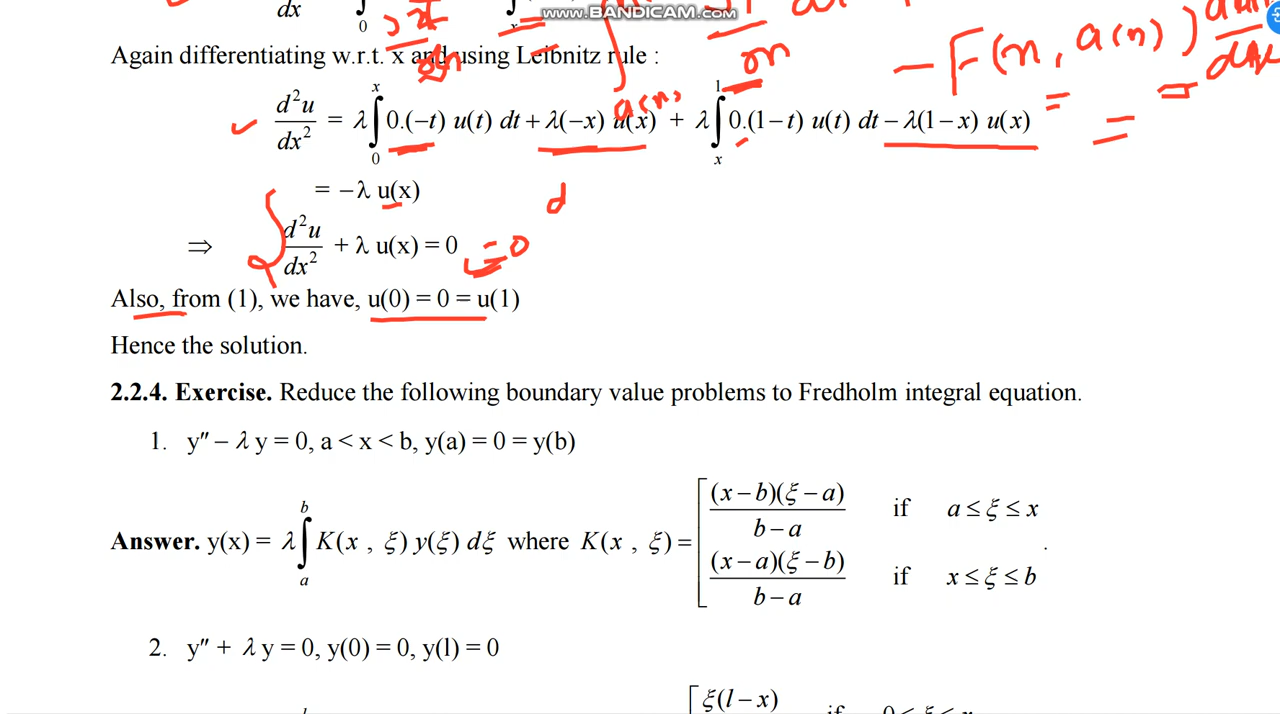 www.BANDICAM.com
dx 0 x
Again differentiating w.r.t. x and using Leibnitz rule :
d²u/dx² = λ∫₀ˣ 0.(−t) u(t) dt + λ(−x) u(x) + λ∫ₓ¹ 0.(1−t) u(t) dt − λ(1−x) u(x)
− F(n, a(n))
a(n)
= −λ u(x)
d
⇒ d²u/dx² + λ u(x) = 0
= 0
Also, from (1), we have, u(0) = 0 = u(1)
Hence the solution.
2.2.4. Exercise. Reduce the following boundary value problems to Fredholm integral equation.
1. y″ − λ y = 0, a < x < b, y(a) = 0 = y(b)
Answer. y(x) = λ∫ₐᵇ K(x , ξ) y(ξ) dξ where K(x , ξ) = [ (x−b)(ξ−a)/(b−a) if a ≤ ξ ≤ x
(x−a)(ξ−b)/(b−a) if x ≤ ξ ≤ b .
2. y″ + λ y = 0, y(0) = 0, y(l) = 0
ξ(l−x)